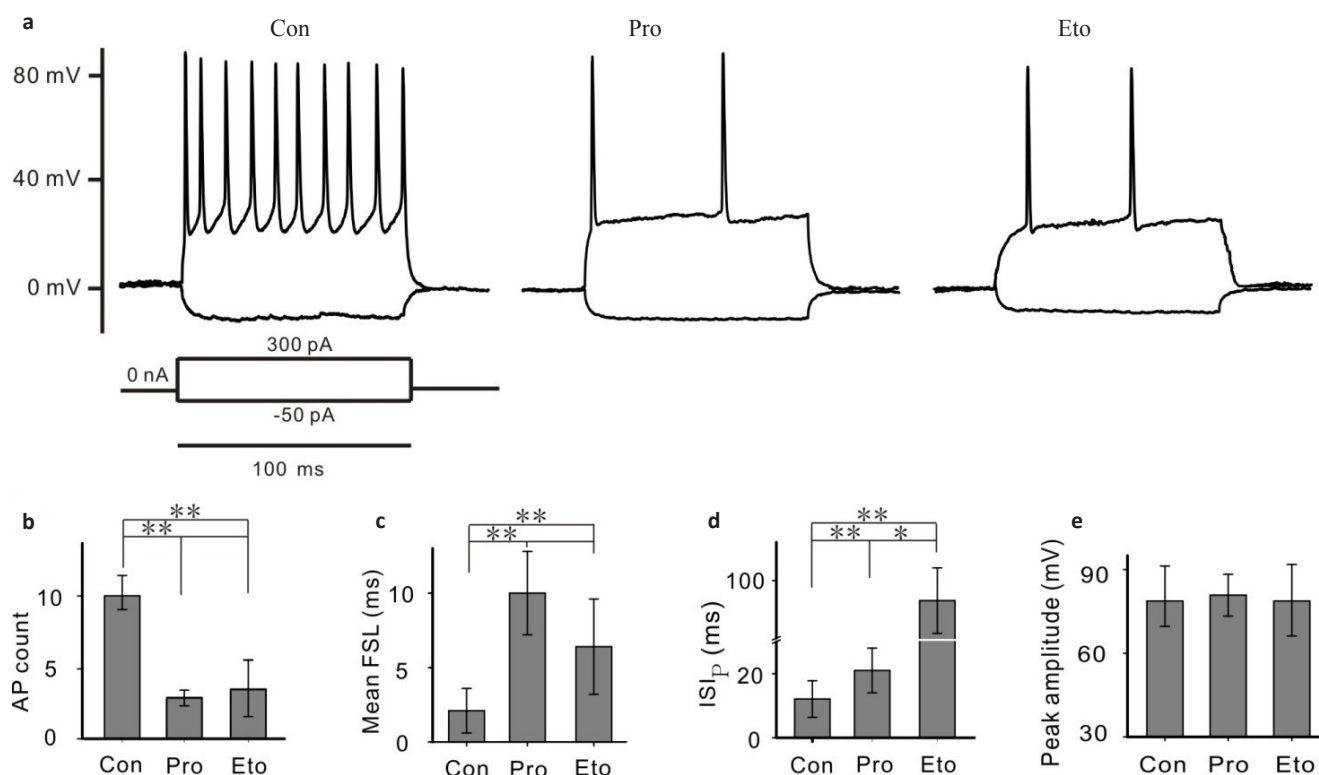 a
Con Pro Eto
80 mV
40 mV
0 mV
300 pA
0 nA
-50 pA
100 ms
b
** **
AP count
10
5
0
Con Pro Eto
c
** **
Mean FSL (ms)
10
5
0
Con Pro Eto
d
**
** *
ISIP (ms)
100
20
0
Con Pro Eto
e
Peak amplitude (mV)
90
60
30
Con Pro Eto